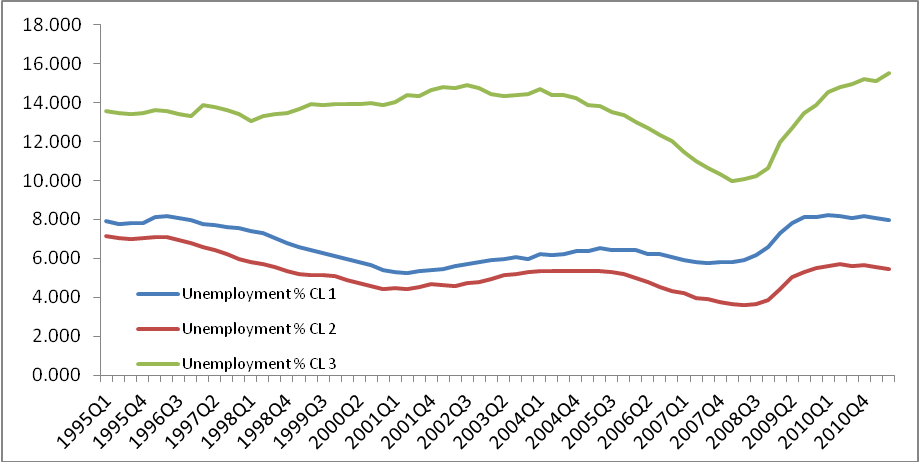 18.000
16.000
14.000
12.000
10.000
8.000
6.000
4.000
2.000
0.000
Unemployment % CL 1
Unemployment % CL 2
Unemployment % CL 3
1995Q1
1995Q4
1996Q3
1997Q2
1998Q1
1998Q4
1999Q3
2000Q2
2001Q1
2001Q4
2002Q3
2003Q2
2004Q1
2004Q4
2005Q3
2006Q2
2007Q1
2007Q4
2008Q3
2009Q2
2010Q1
2010Q4